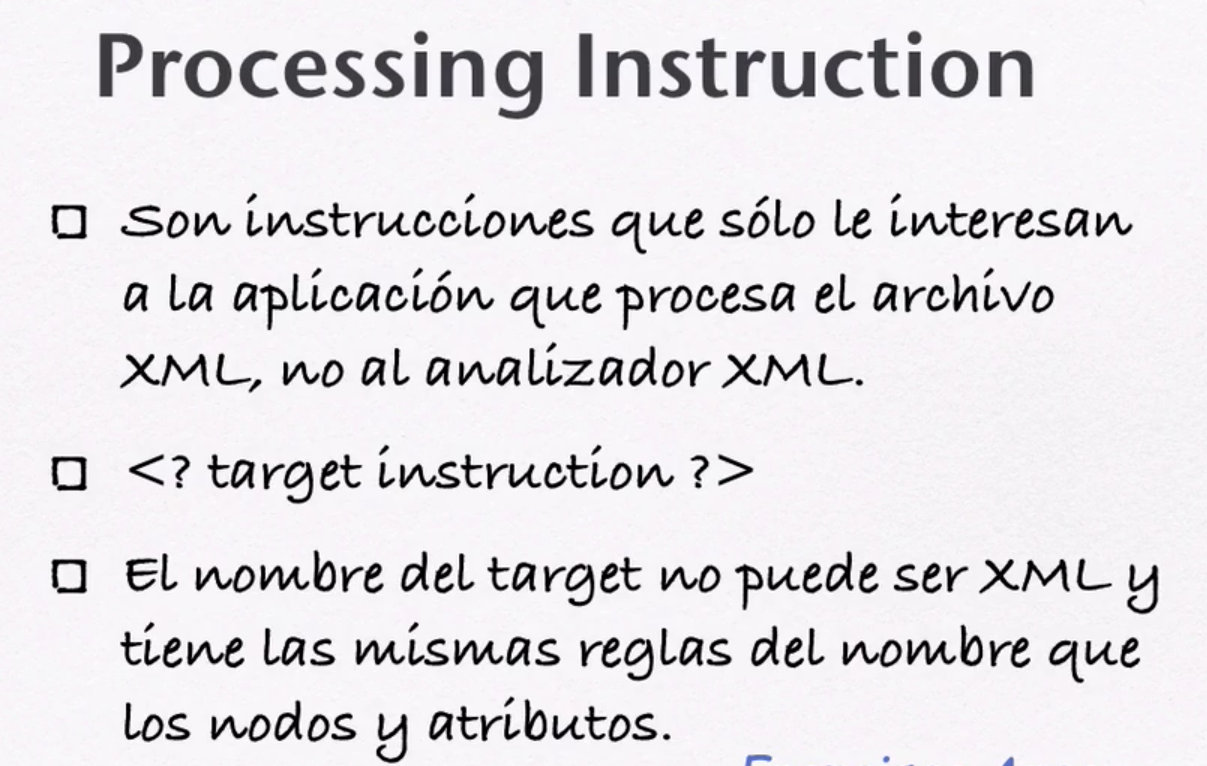 Processing Instruction
Son instrucciones que sólo le interesan
a la aplicación que procesa el archivo
XML, no al analizador XML.
<? target instruction ?>
El nombre del target no puede ser XML y
tiene las mismas reglas del nombre que
los nodos y atributos.